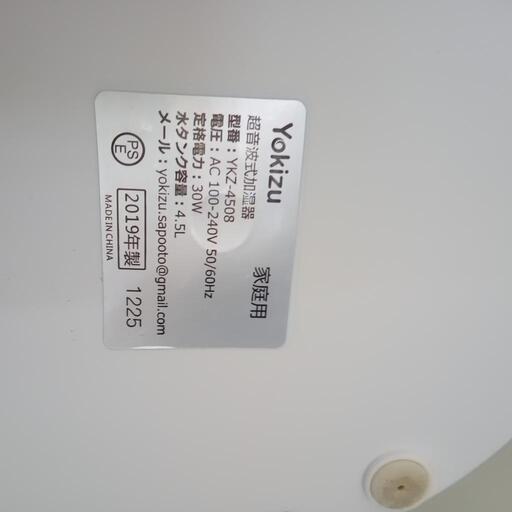 Yokizu
超音波式加湿器 家庭用
型番：YKZ-4508
電圧：AC 100-240V 50/60Hz
定格電力：30W
水タンク容量：4.5L
メール：yokizu.sapooto@gmail.com
PS
E
2019年製 1225
MADE IN CHINA